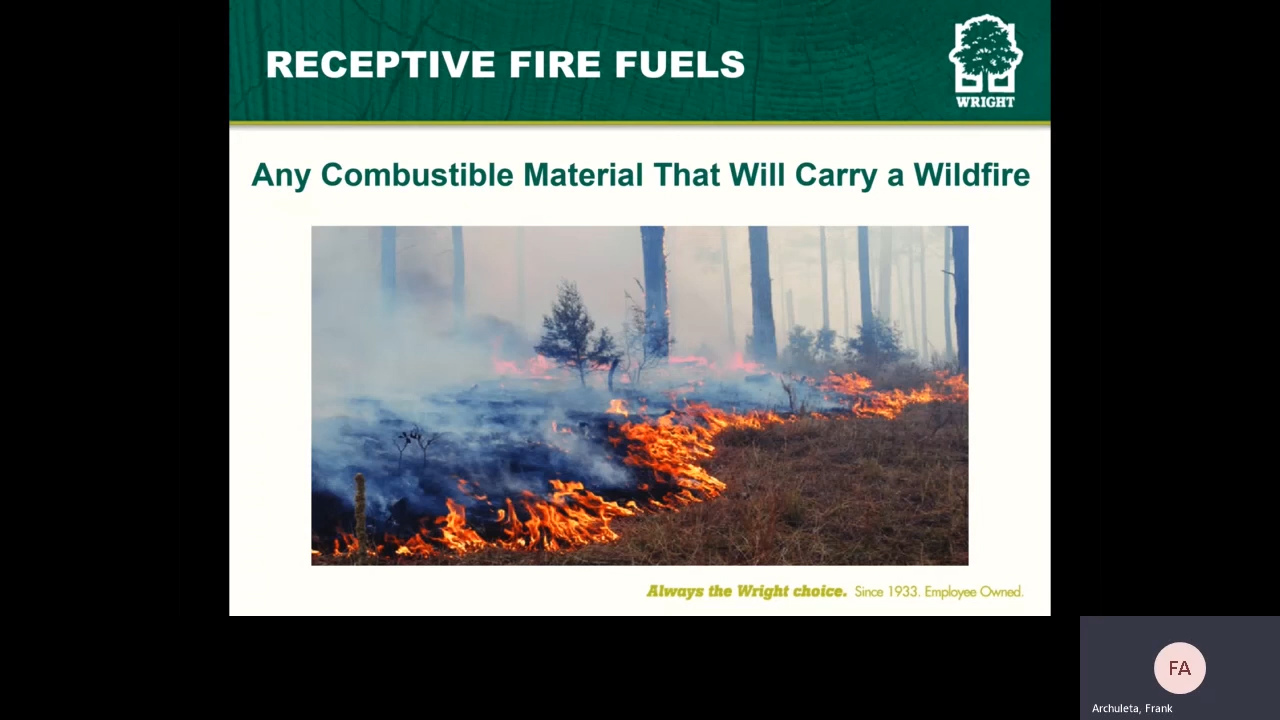 RECEPTIVE FIRE FUELS
WRIGHT
Any Combustible Material That Will Carry a Wildfire
Always the Wright choice. Since 1933. Employee Owned.
FA
Archuleta, Frank